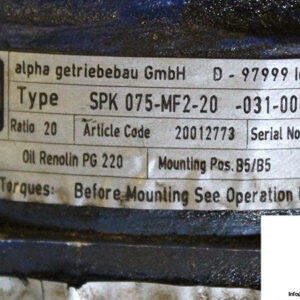 alpha getriebebau GmbH D - 97999
Type SPK 075-MF2-20 -031-00
Ratio 20 Article Code 20012773 Serial No
Oil Renolin PG 220 Mounting Pos. B5/B5
Torques: Before Mounting See Operation